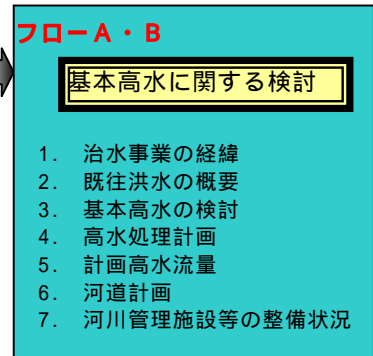 フローA・B
基本高水に関する検討
1. 治水事業の経緯
2. 既往洪水の概要
3. 基本高水の検討
4. 高水処理計画
5. 計画高水流量
6. 河道計画
7. 河川管理施設等の整備状況